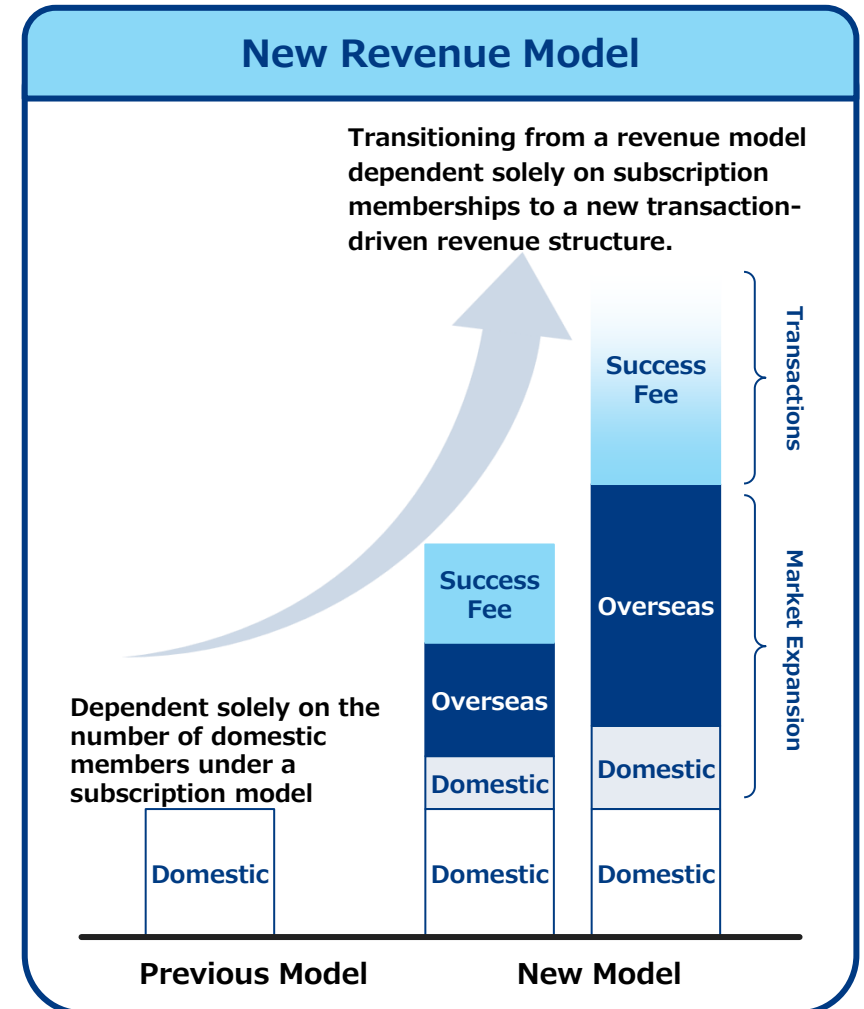 New Revenue Model
Transitioning from a revenue model
dependent solely on subscription
memberships to a new transaction-
driven revenue structure.
Dependent solely on the
number of domestic
members under a
subscription model
Domestic
Success
Fee
Overseas
Domestic
Domestic
Success
Fee
Overseas
Domestic
Domestic
Transactions
Market Expansion
Previous Model
New Model